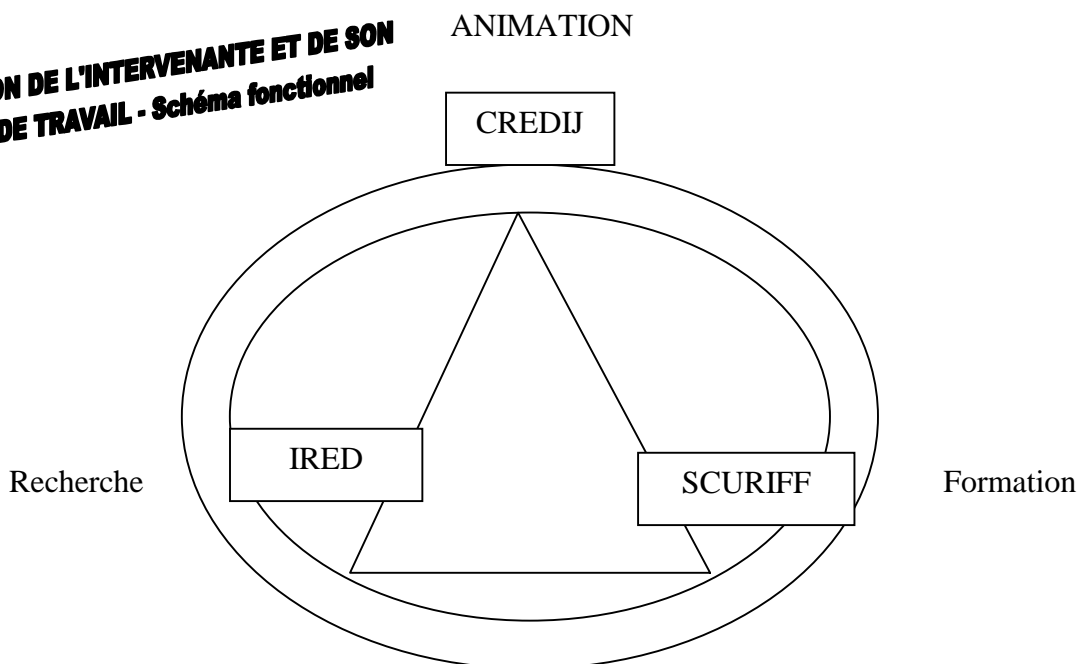 ANIMATION
DE L'INTERVENANTE ET DE SON
DE TRAVAIL - Schéma fonctionnel
CREDIJ
IRED
SCURIFF
Recherche
Formation